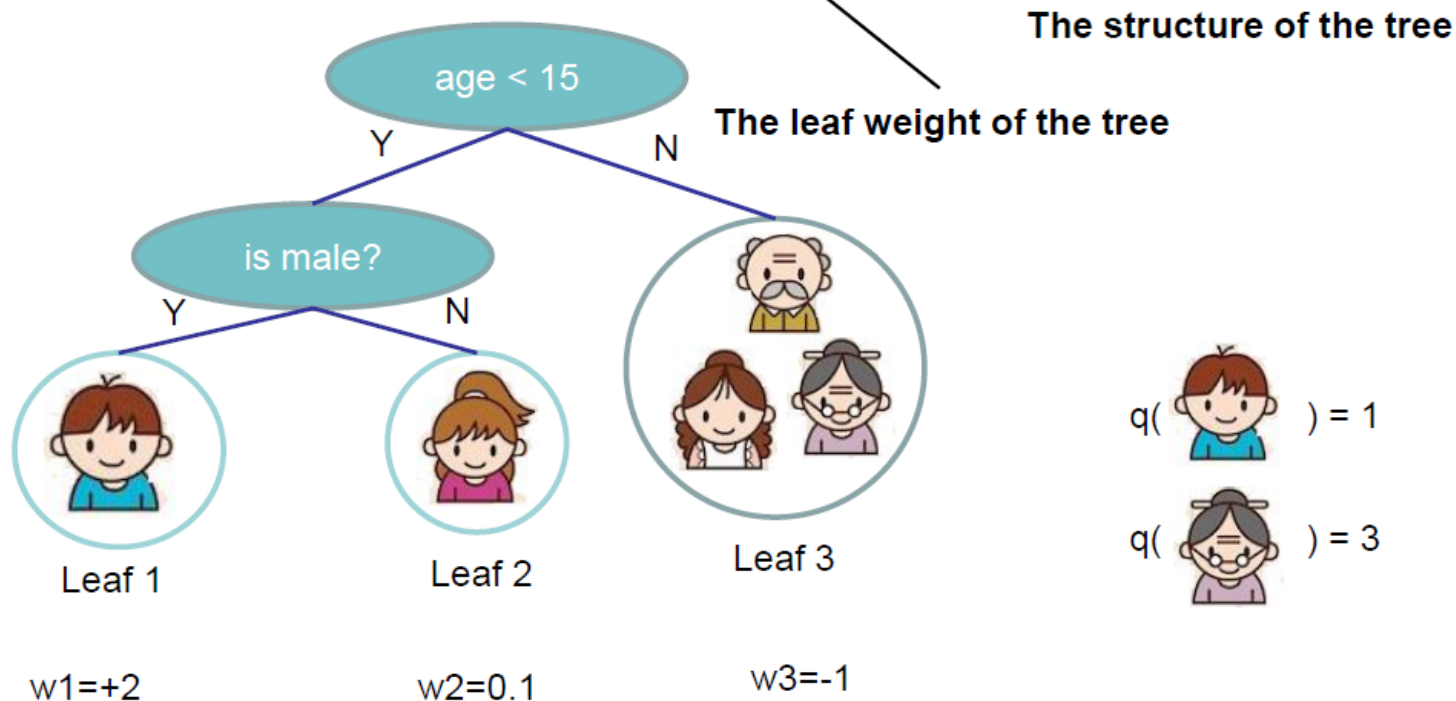 The structure of the tree
age < 15
The leaf weight of the tree
Y
N
is male?
Y
N
q( ) = 1
q( ) = 3
Leaf 1
Leaf 2
Leaf 3
w1=+2
w2=0.1
w3=-1